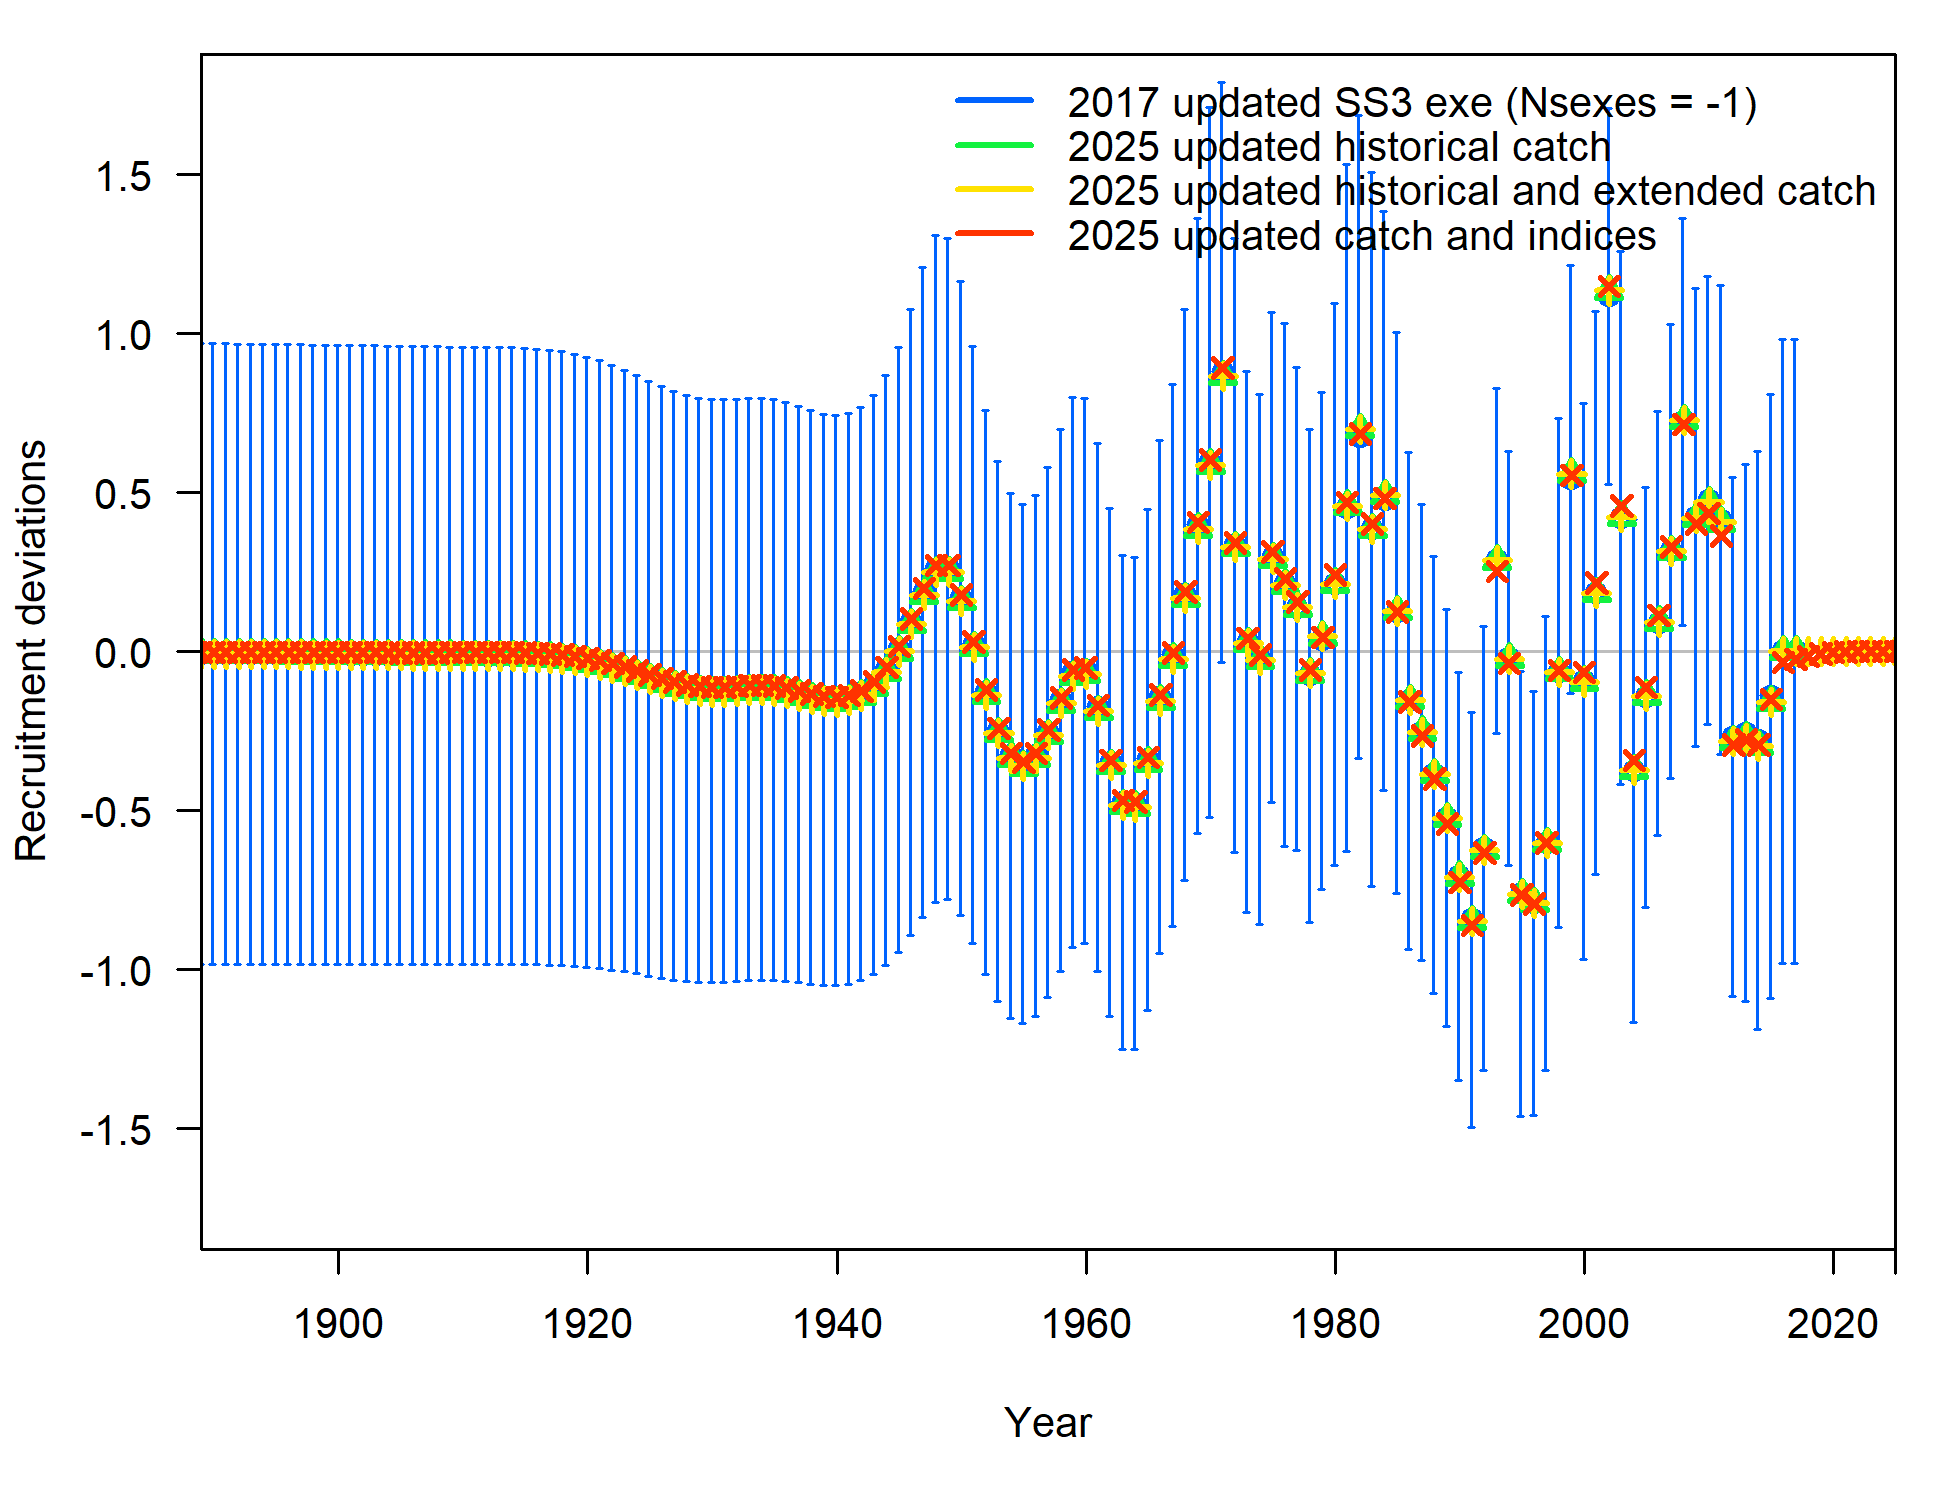 2017 updated SS3 exe (Nsexes = -1)
2025 updated historical catch
2025 updated historical and extended catch
2025 updated catch and indices
1.5
1.0
0.5
0.0
-0.5
-1.0
-1.5
Recruitment deviations
1900 1920 1940 1960 1980 2000 2020
Year